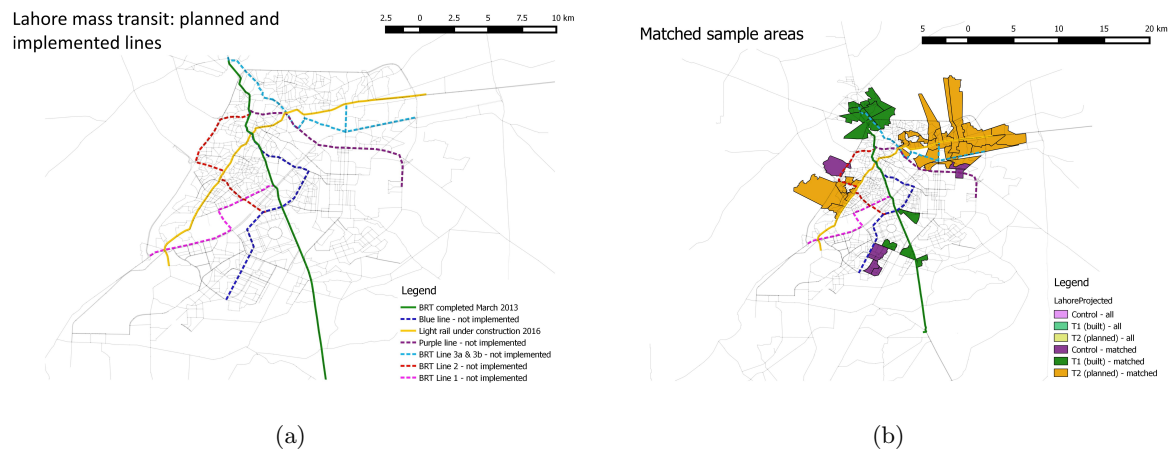 Lahore mass transit: planned and
implemented lines
2.5 0 2.5 5 7.5 10 km
Legend
BRT completed March 2013
Blue line - not implemented
Light rail under construction 2016
Purple line - not implemented
BRT Line 3a & 3b - not implemented
BRT Line 2 - not implemented
BRT Line 1 - not implemented
(a)
Matched sample areas
5 0 5 10 15 20 km
Legend
LahoreProjected
Control - all
T1 (built) - all
T2 (planned) - all
Control - matched
T1 (built) - matched
T2 (planned) - matched
(b)